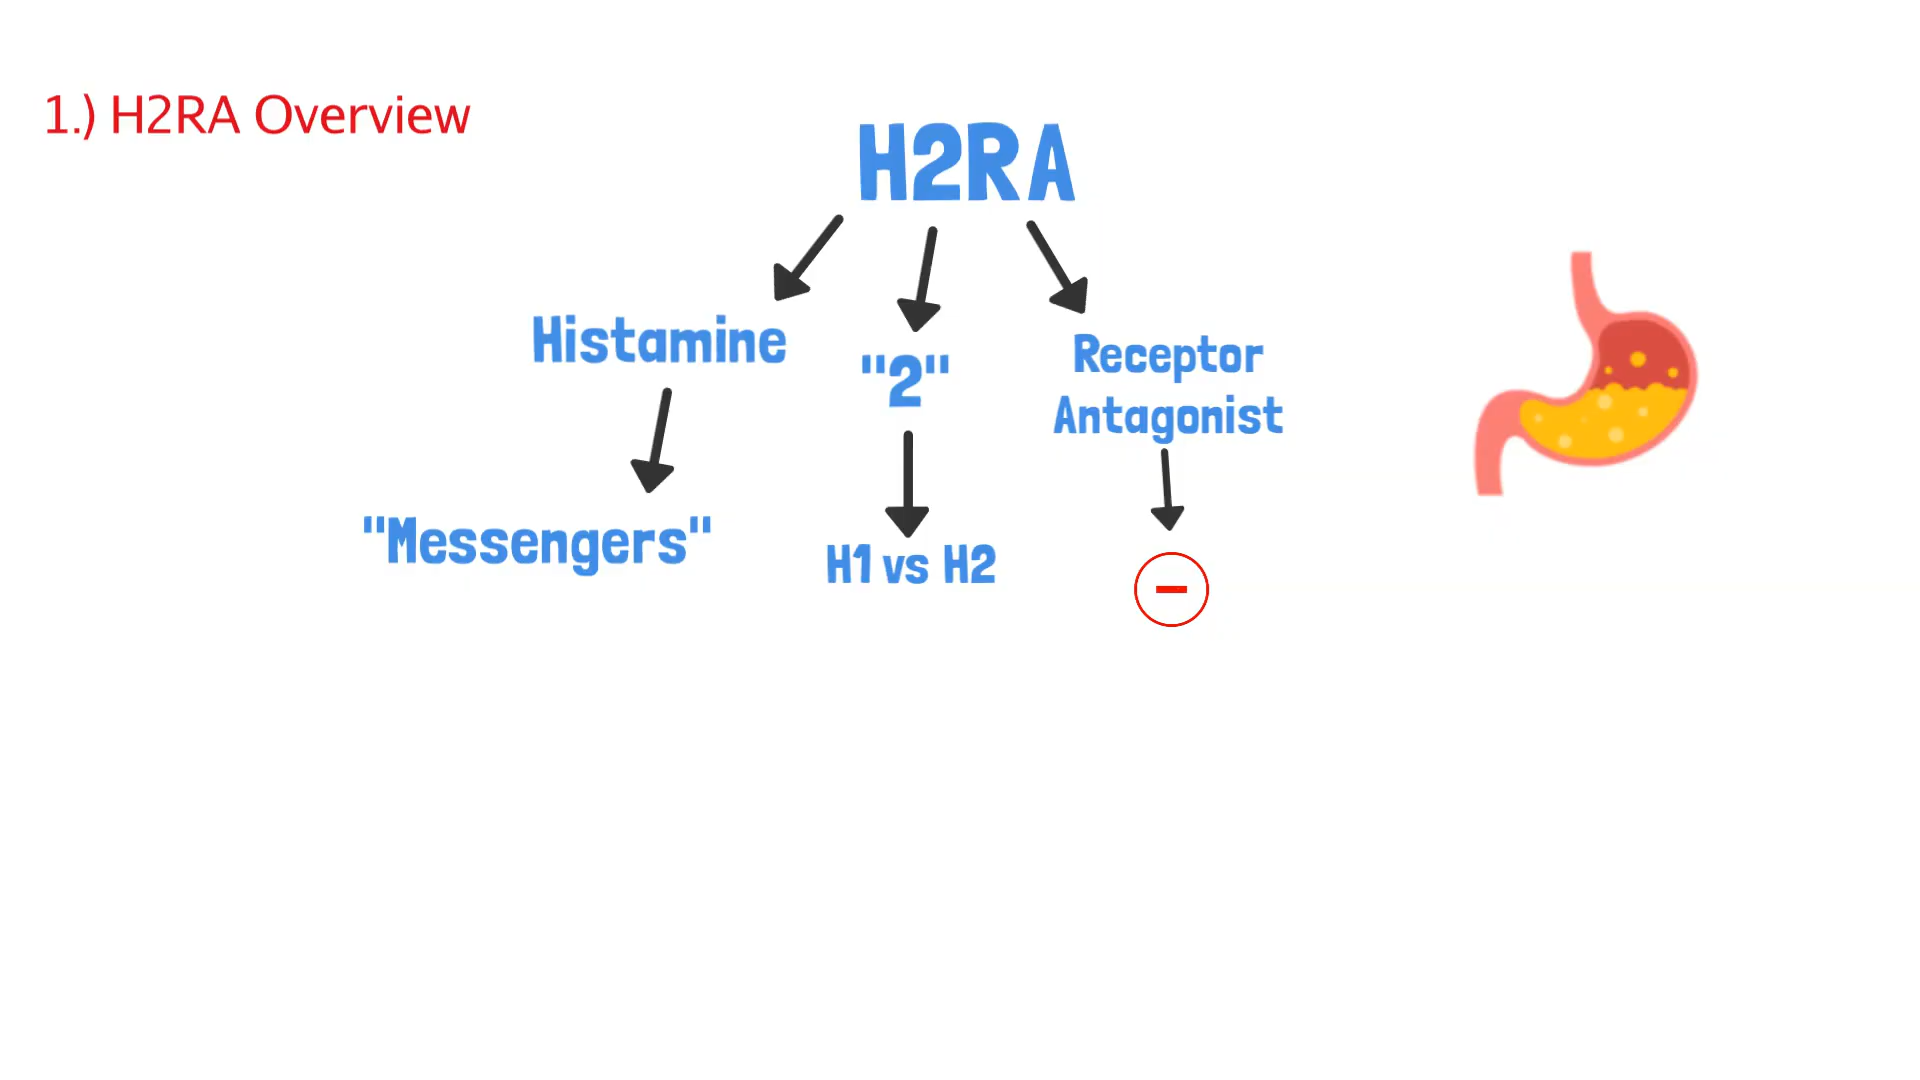 1.) H2RA Overview
H2RA
Histamine
"2"
Receptor
Antagonist
"Messengers"
H1 vs H2